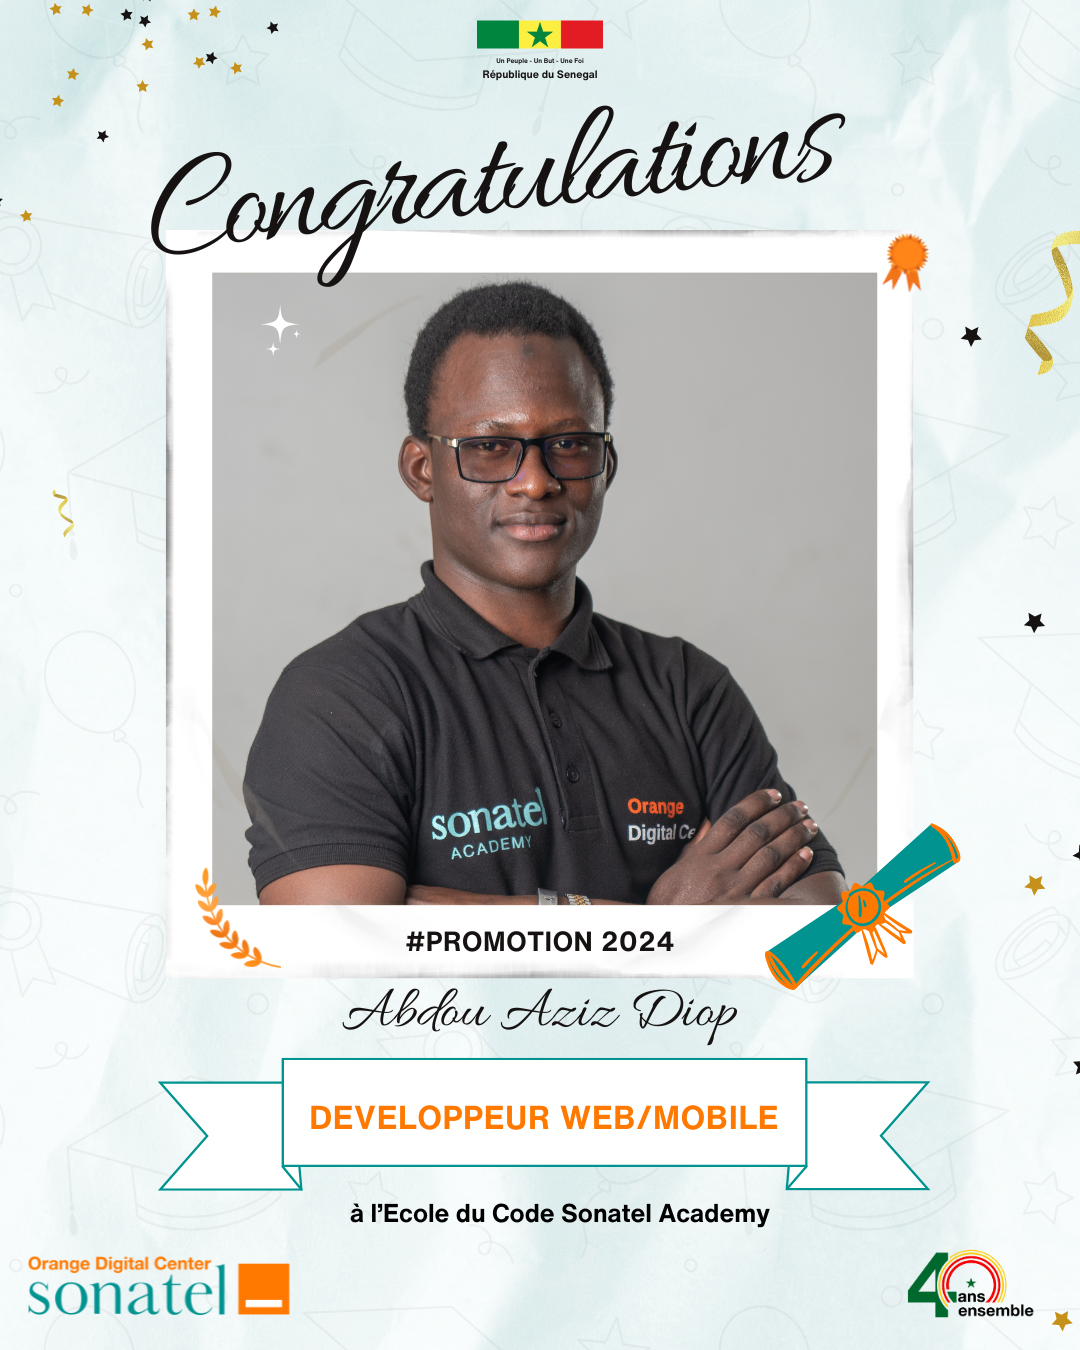 Un Peuple - Un But - Une Foi
République du Senegal
Congratulations
sonatel
ACADEMY
Orange
Digital Ce
#PROMOTION 2024
Abdou Aziz Diop
DEVELOPPEUR WEB/MOBILE
à l'Ecole du Code Sonatel Academy
Orange Digital Center
sonatel
40 ans
ensemble